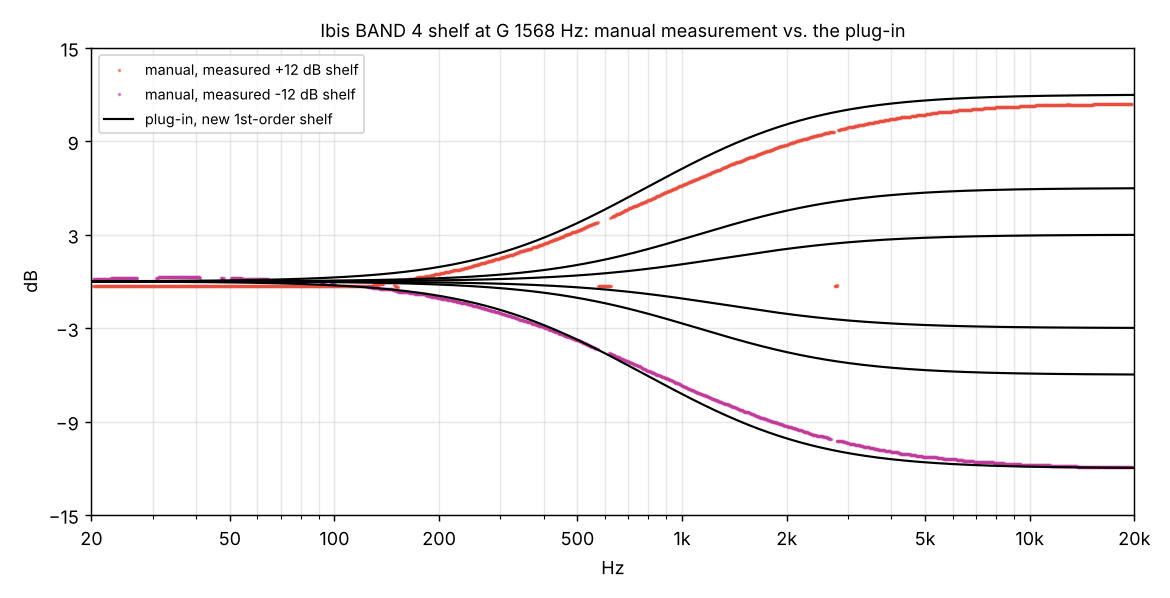 Ibis BAND 4 shelf at G 1568 Hz: manual measurement vs. the plug-in
manual, measured +12 dB shelf
manual, measured -12 dB shelf
plug-in, new 1st-order shelf
15
9
3
−3
−9
−15
dB
20
50
100
200
500
1k
2k
5k
10k
20k
Hz